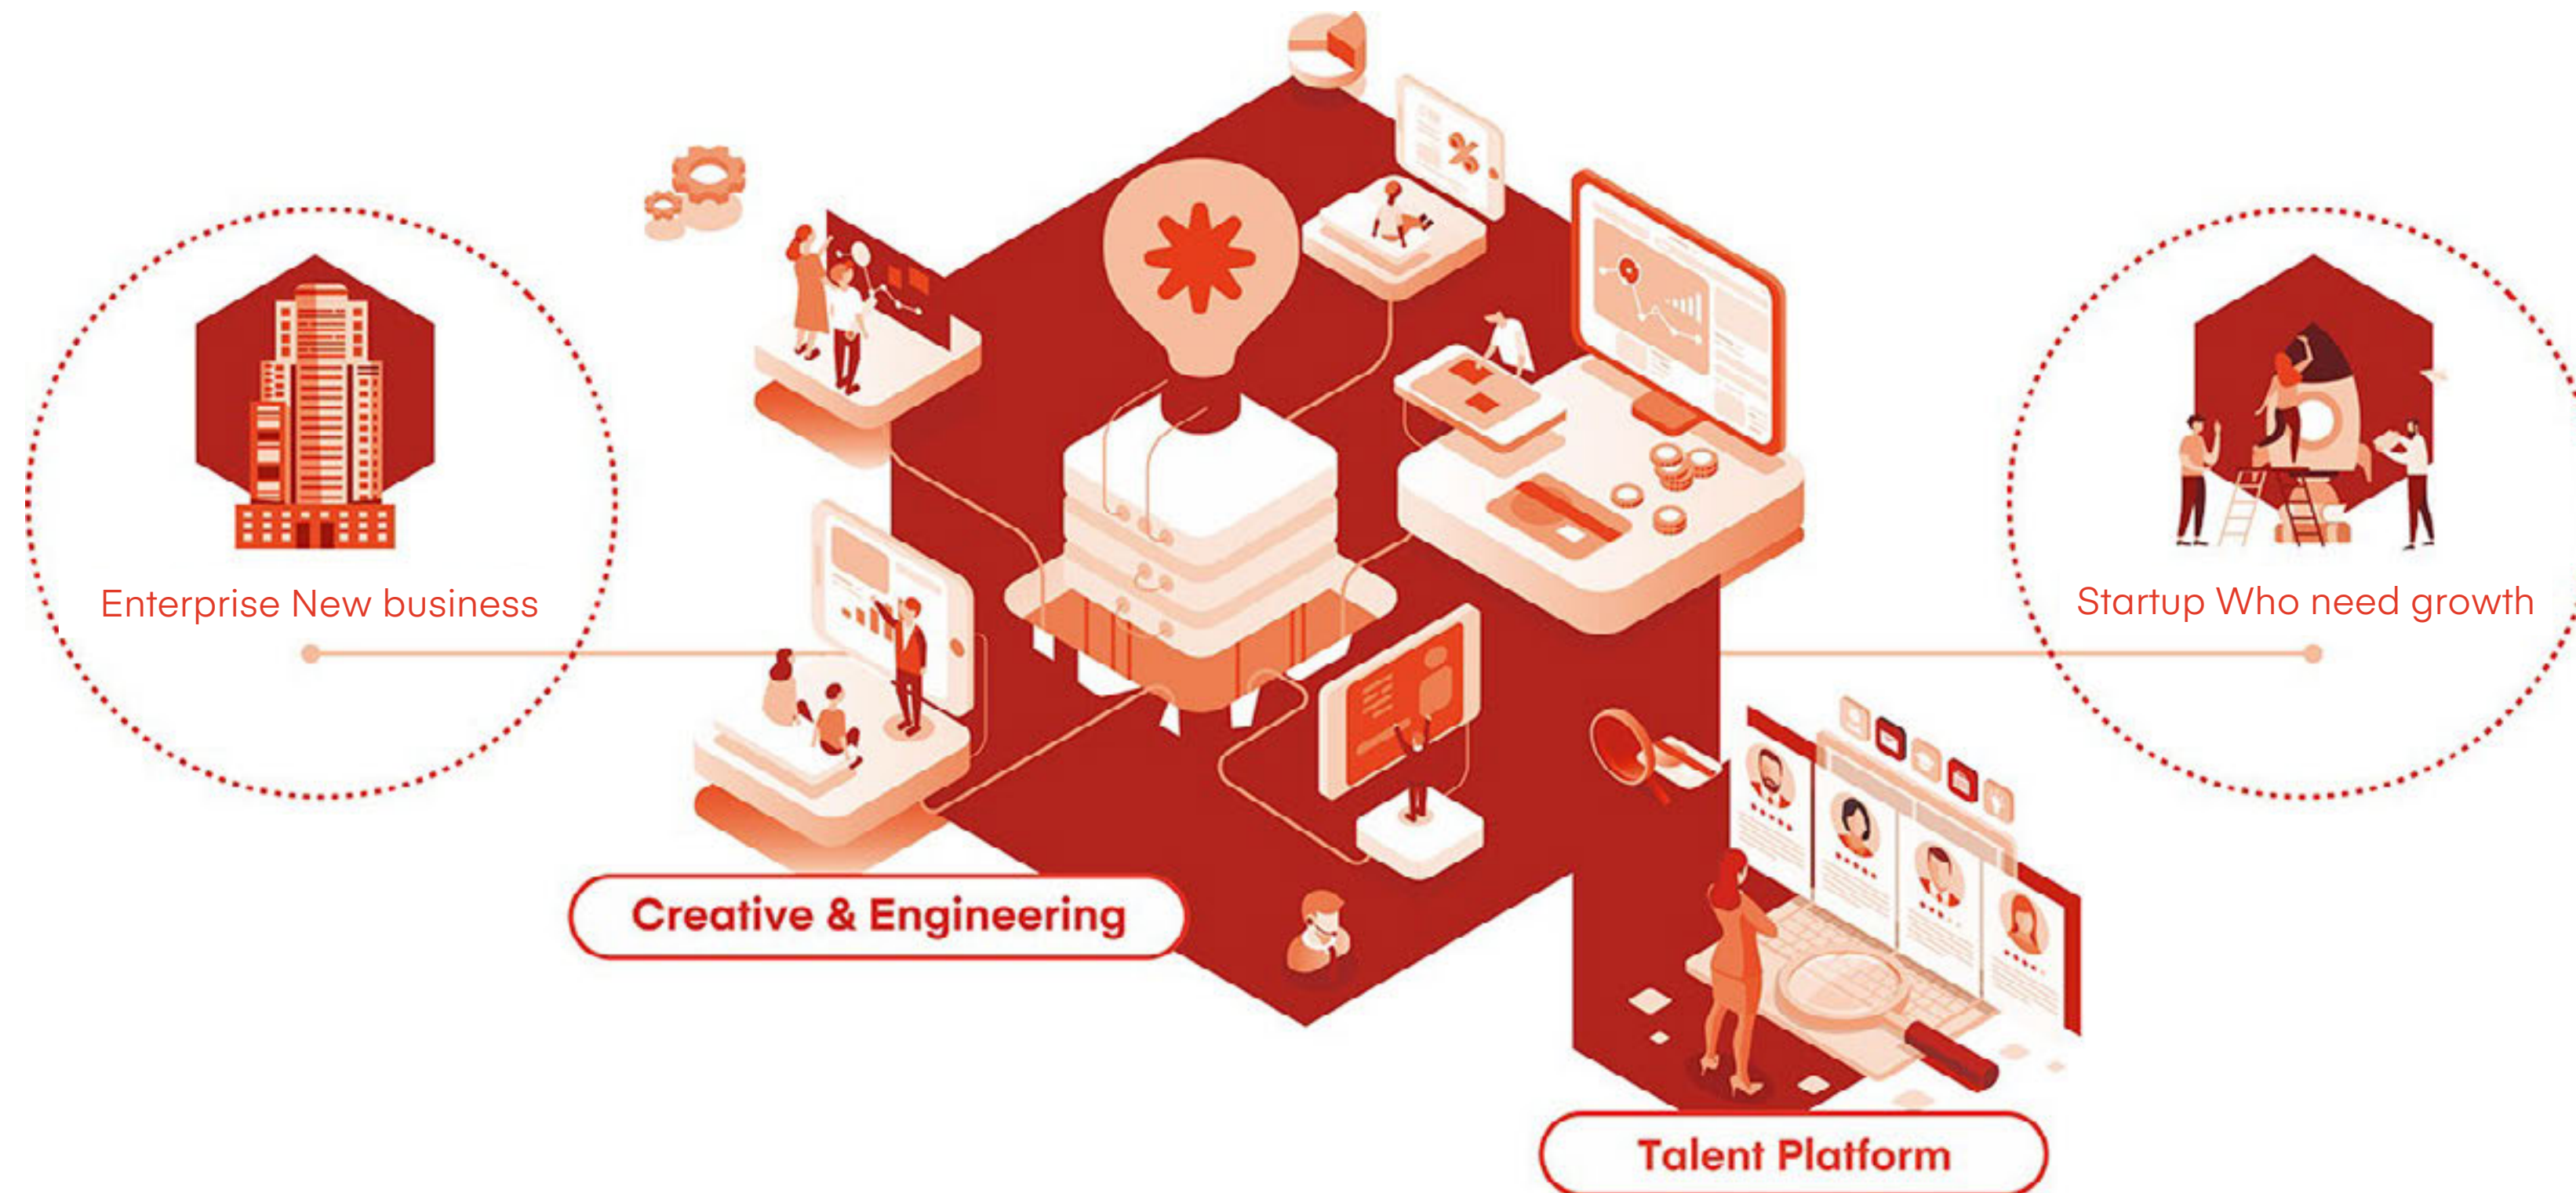 Enterprise New business
Startup Who need growth
Creative & Engineering
Talent Platform